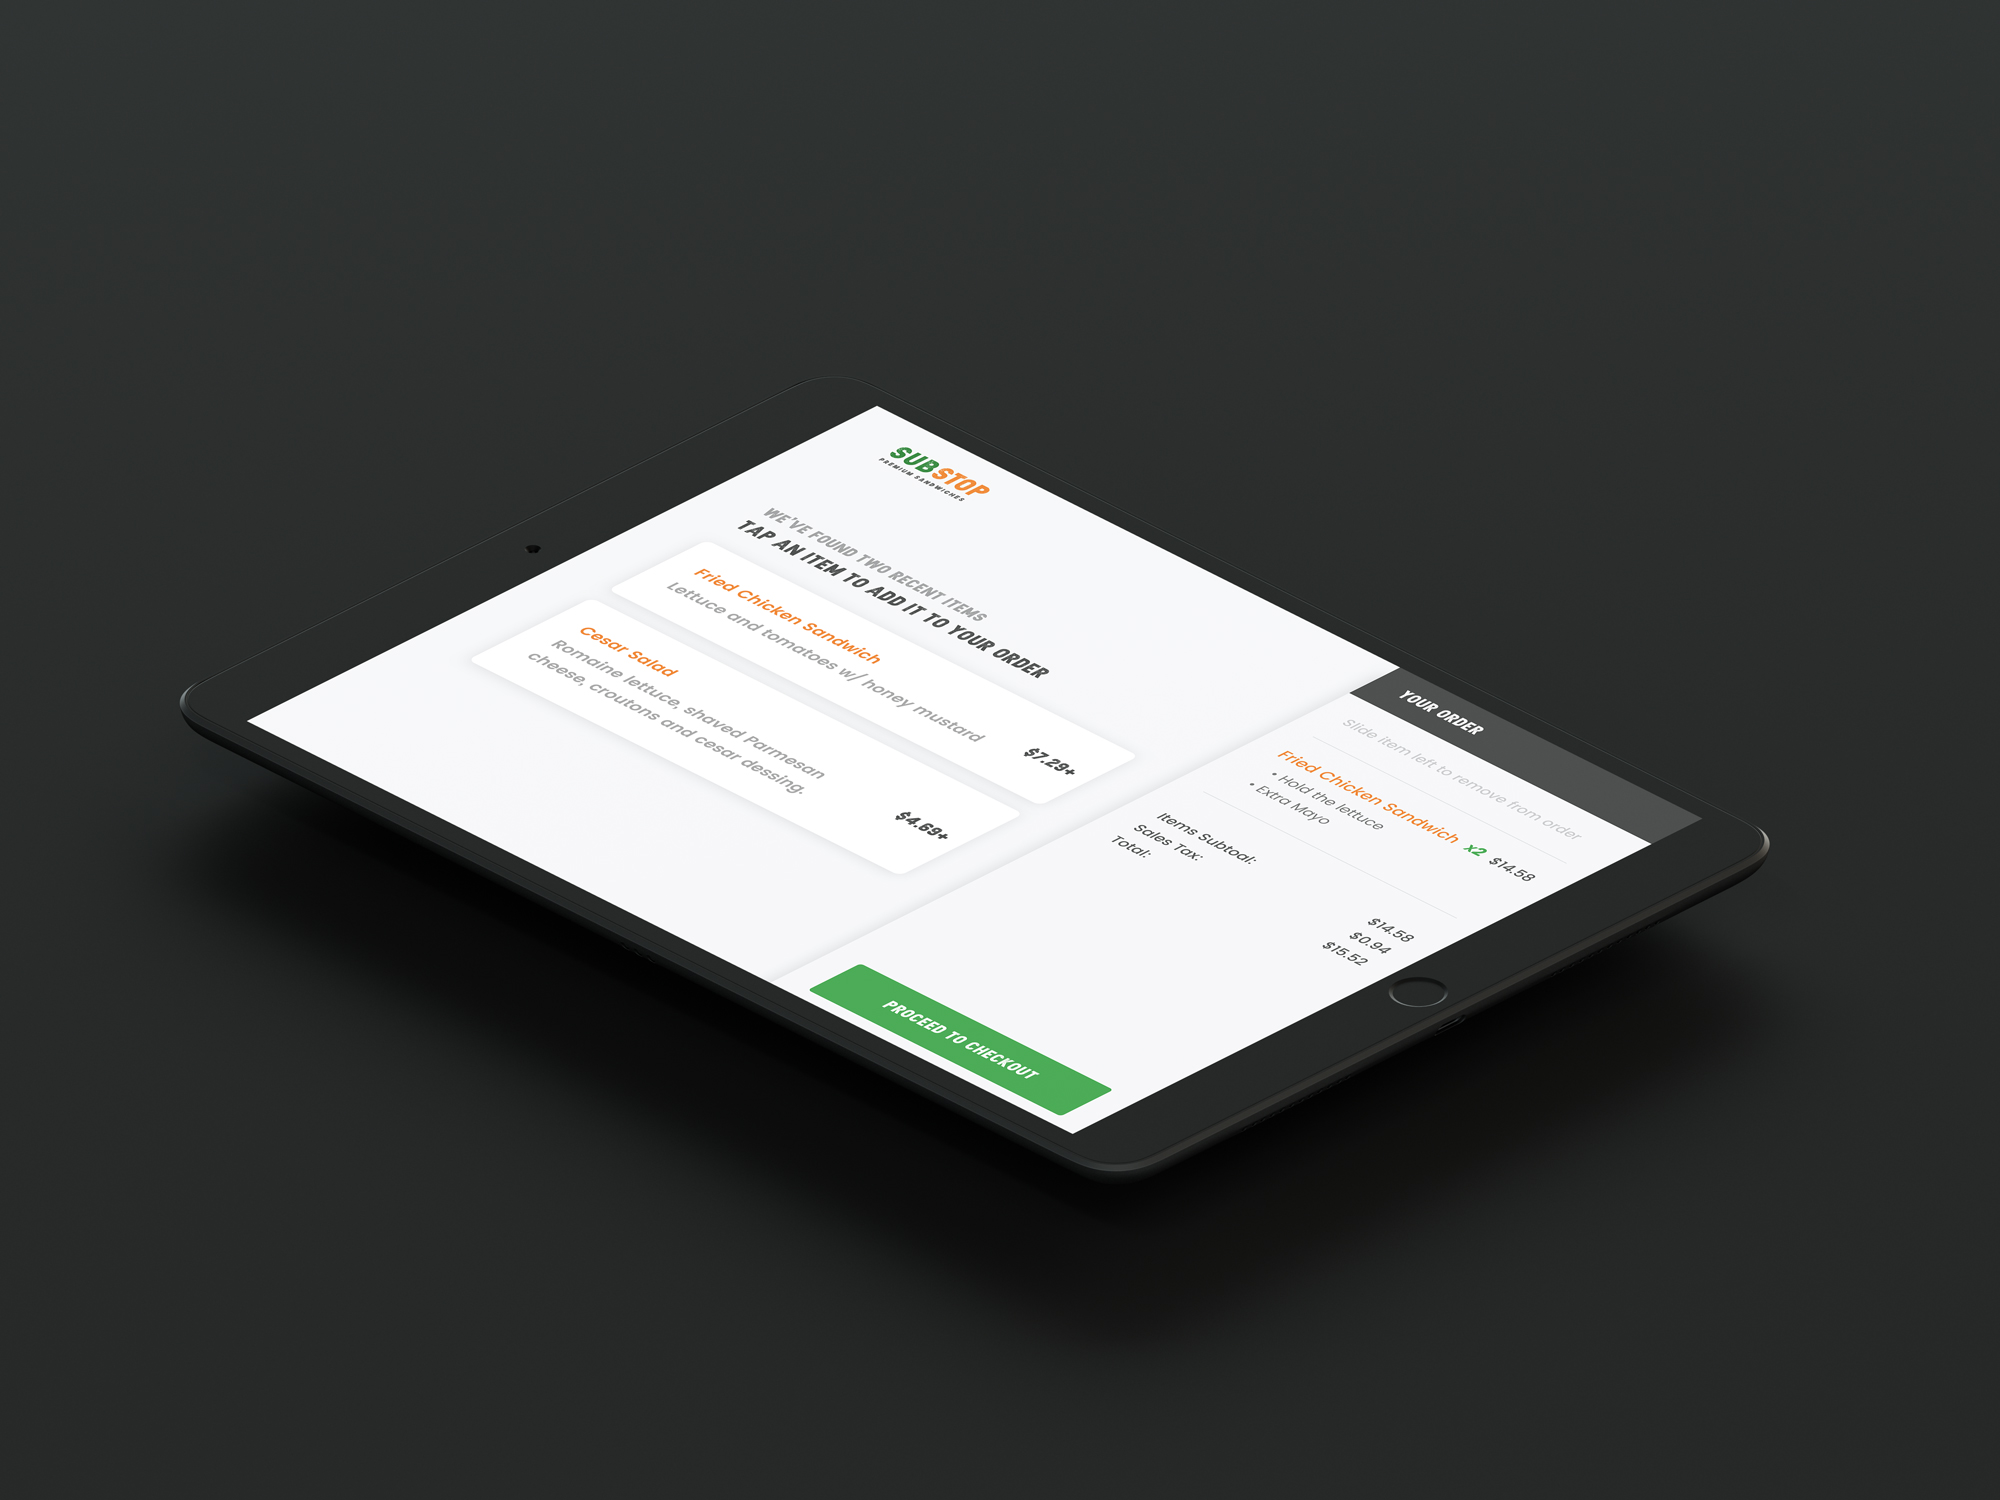 SUBSTOP
PREMIUM SANDWICHES
WE'VE FOUND TWO RECENT ITEMS
TAP AN ITEM TO ADD IT TO YOUR ORDER
Fried Chicken Sandwich
Lettuce and tomatoes w/ honey mustard
$7.29+
Cesar Salad
Romaine lettuce, shaved Parmesan
cheese, croutons and cesar dessing.
$4.69+
YOUR ORDER
Slide item left to remove from order
Fried Chicken Sandwich x2 $14.58
• Hold the lettuce
• Extra Mayo
Items Subtoal: $14.58
Sales Tax: $0.94
Total: $15.52
PROCEED TO CHECKOUT